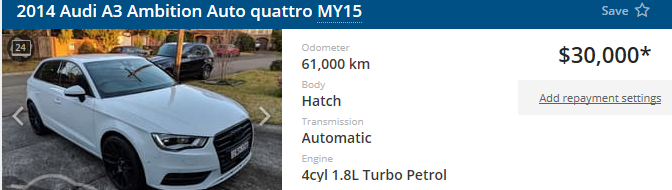 2014 Audi A3 Ambition Auto quattro MY15
Save
24
Odometer
61,000 km
Body
Hatch
Transmission
Automatic
Engine
4cyl 1.8L Turbo Petrol
$30,000*
Add repayment settings